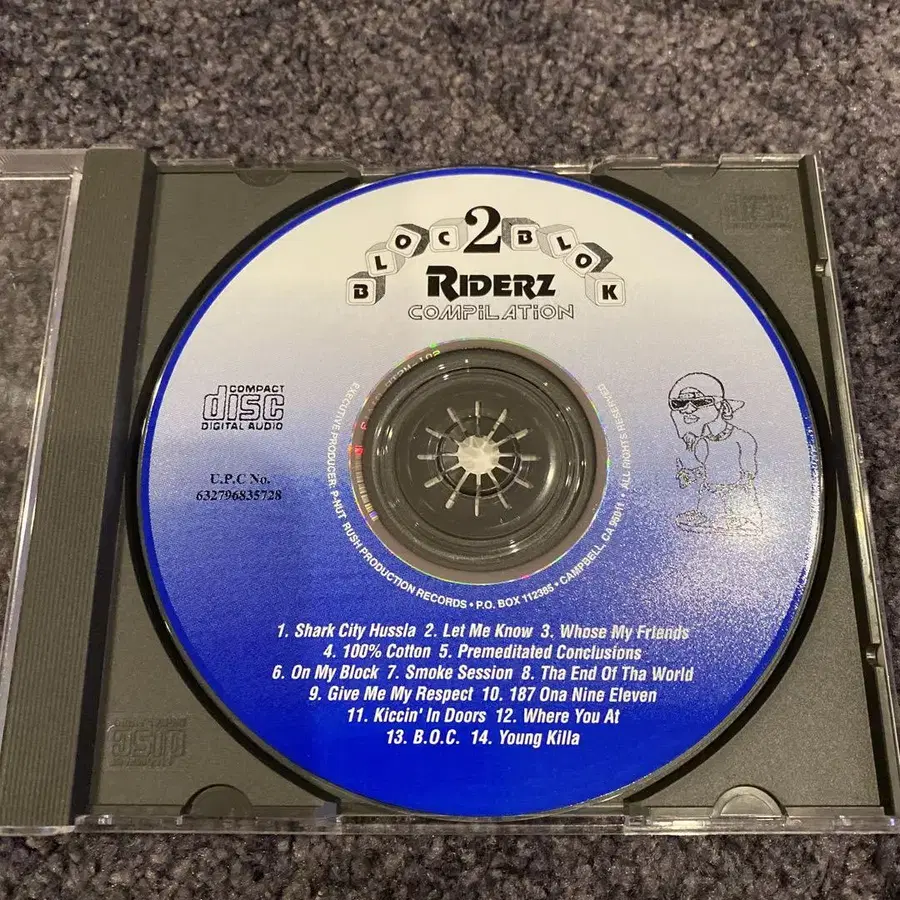 BLOC 2 BLOK
RIDERZ
COMPILATION
COMPACT
disc
DIGITAL AUDIO
U.P.C No.
632796835728
EXECUTIVE PRODUCER: P-NUT RUSH PRODUCTION RECORDS • P.O. BOX 112385 • CAMPBELL, CA 95011 • ALL RIGHTS RESERVED
1. Shark City Hussla 2. Let Me Know 3. Whose My Friends
4. 100% Cotton 5. Premeditated Conclusions
6. On My Block 7. Smoke Session 8. Tha End Of Tha World
9. Give Me My Respect 10. 187 Ona Nine Eleven
11. Kiccin' In Doors 12. Where You At
13. B.O.C. 14. Young Killa
disc